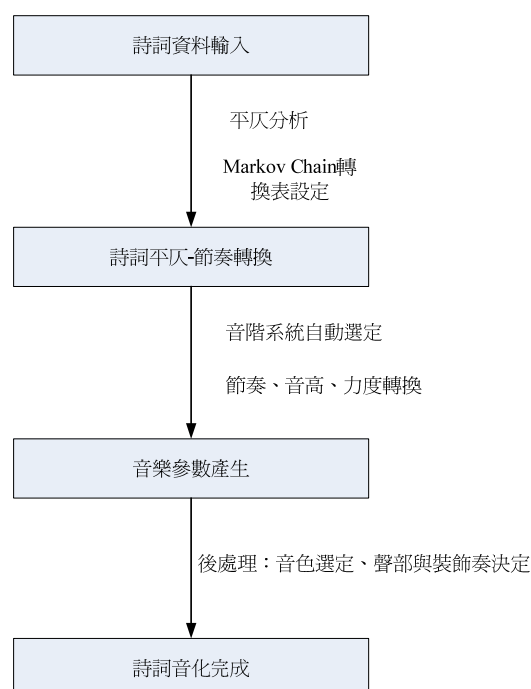 詩詞資料輸入
平仄分析
Markov Chain轉
換表設定
詩詞平仄-節奏轉換
音階系統自動選定
節奏、音高、力度轉換
音樂參數產生
後處理：音色選定、聲部與裝飾奏決定
詩詞音化完成